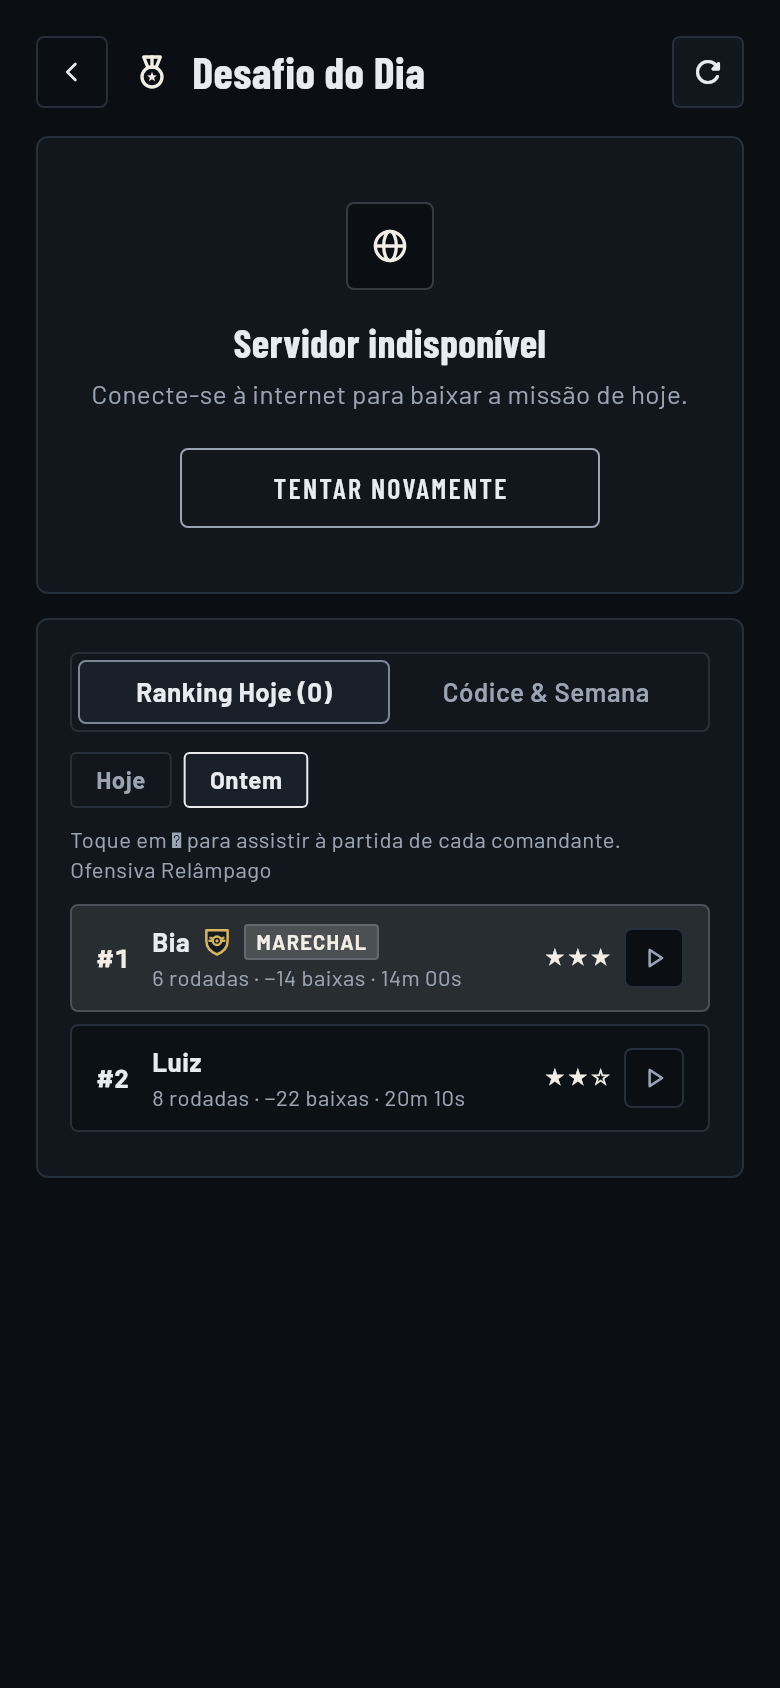 Desafio do Dia
Servidor indisponível
Conecte-se à internet para baixar a missão de hoje.
TENTAR NOVAMENTE
Ranking Hoje (0)
Códice & Semana
Hoje
Ontem
Toque em para assistir à partida de cada comandante.
Ofensiva Relâmpago
#1
Bia
MARECHAL
6 rodadas · −14 baixas · 14m 00s
★★★
#2
Luiz
8 rodadas · −22 baixas · 20m 10s
★★☆